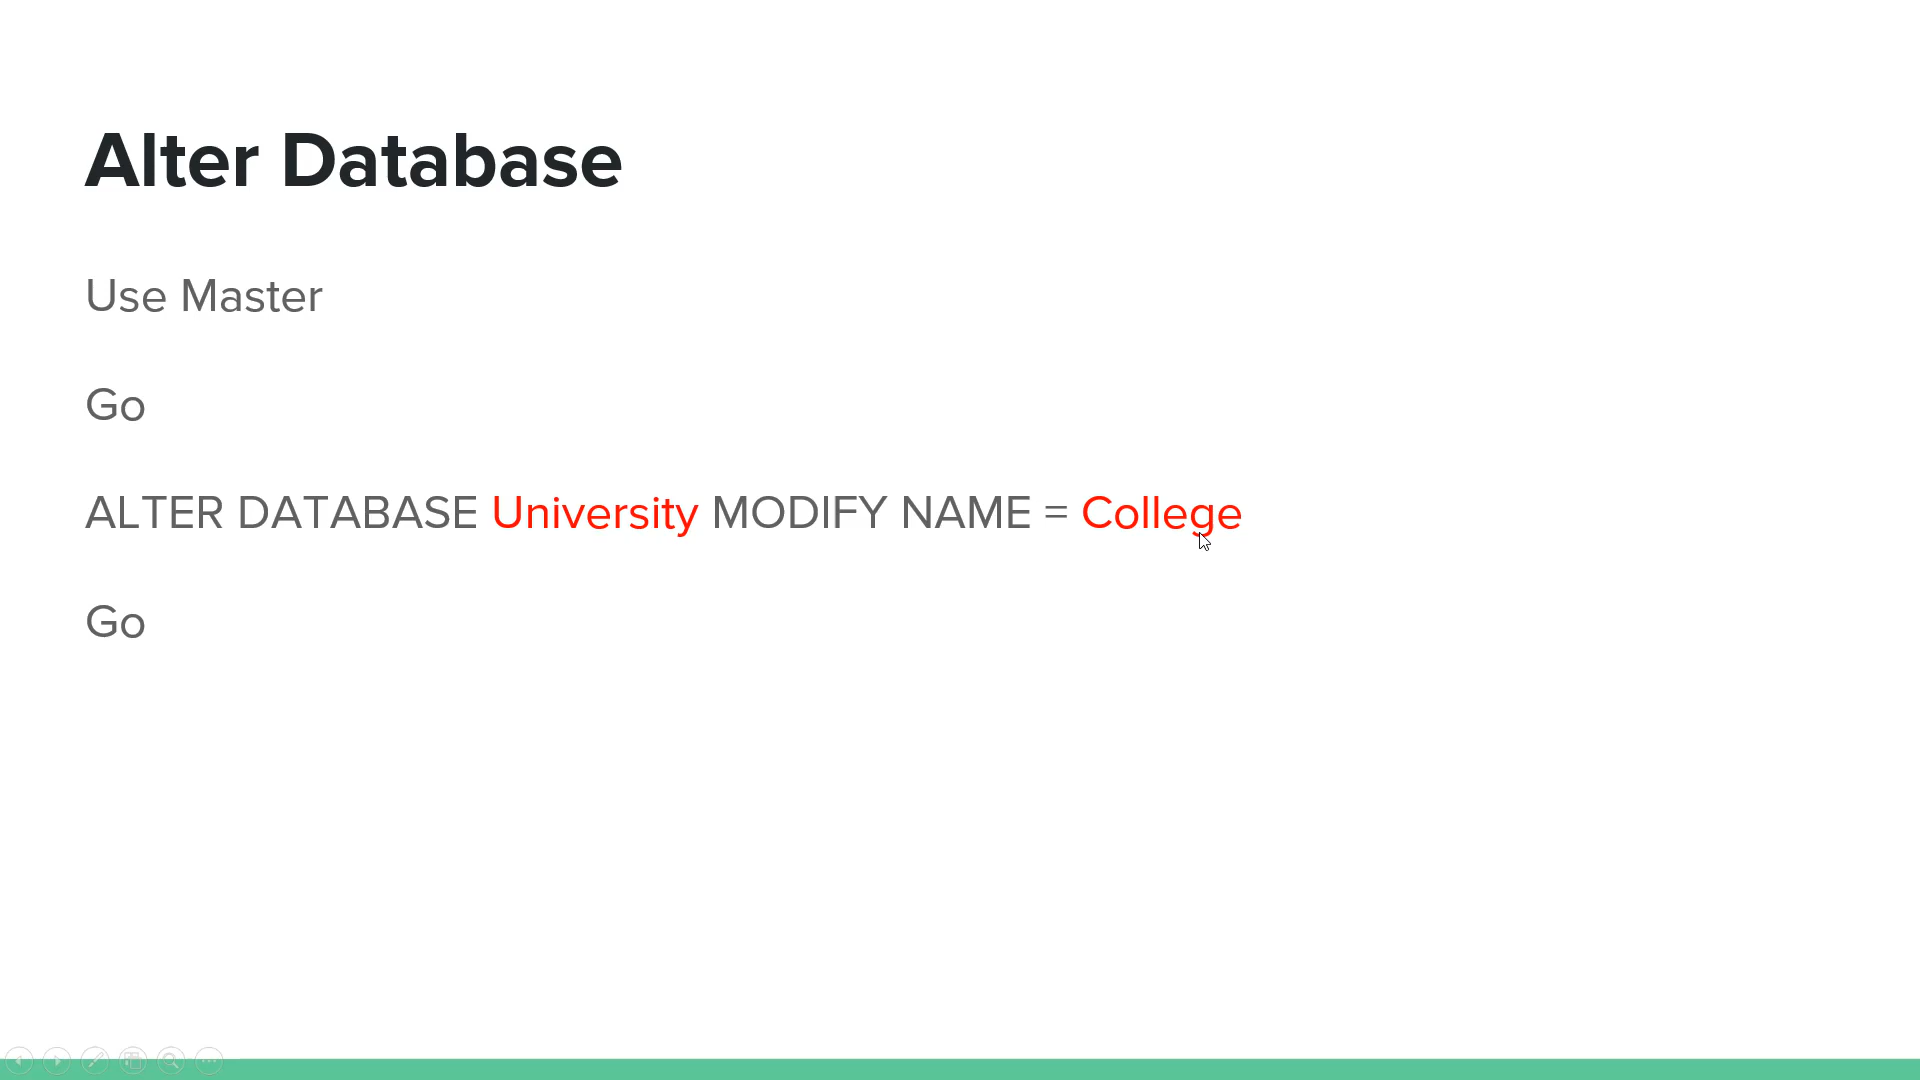 Alter Database
Use Master
Go
ALTER DATABASE University MODIFY NAME = College
Go